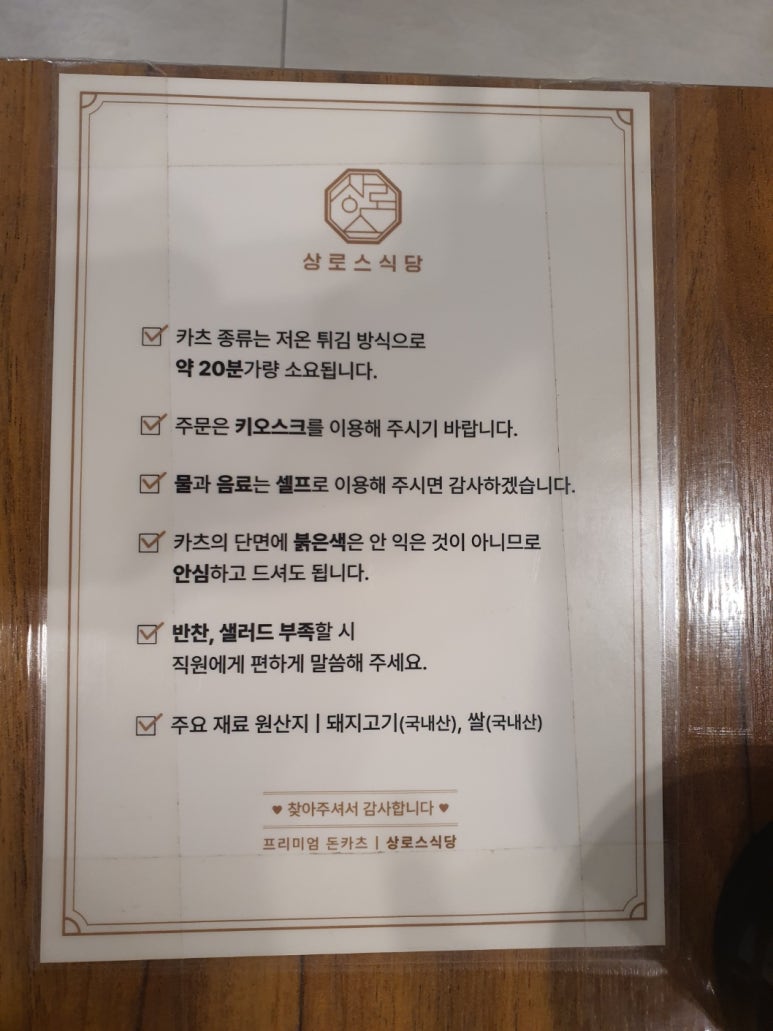 상로스
상로스식당
카츠 종류는 저온 튀김 방식으로
약 20분가량 소요됩니다.
주문은 키오스크를 이용해 주시기 바랍니다.
물과 음료는 셀프로 이용해 주시면 감사하겠습니다.
카츠의 단면에 붉은색은 안 익은 것이 아니므로
안심하고 드셔도 됩니다.
반찬, 샐러드 부족할 시
직원에게 편하게 말씀해 주세요.
주요 재료 원산지 | 돼지고기(국내산), 쌀(국내산)
♥ 찾아주셔서 감사합니다 ♥
프리미엄 돈카츠 | 상로스식당